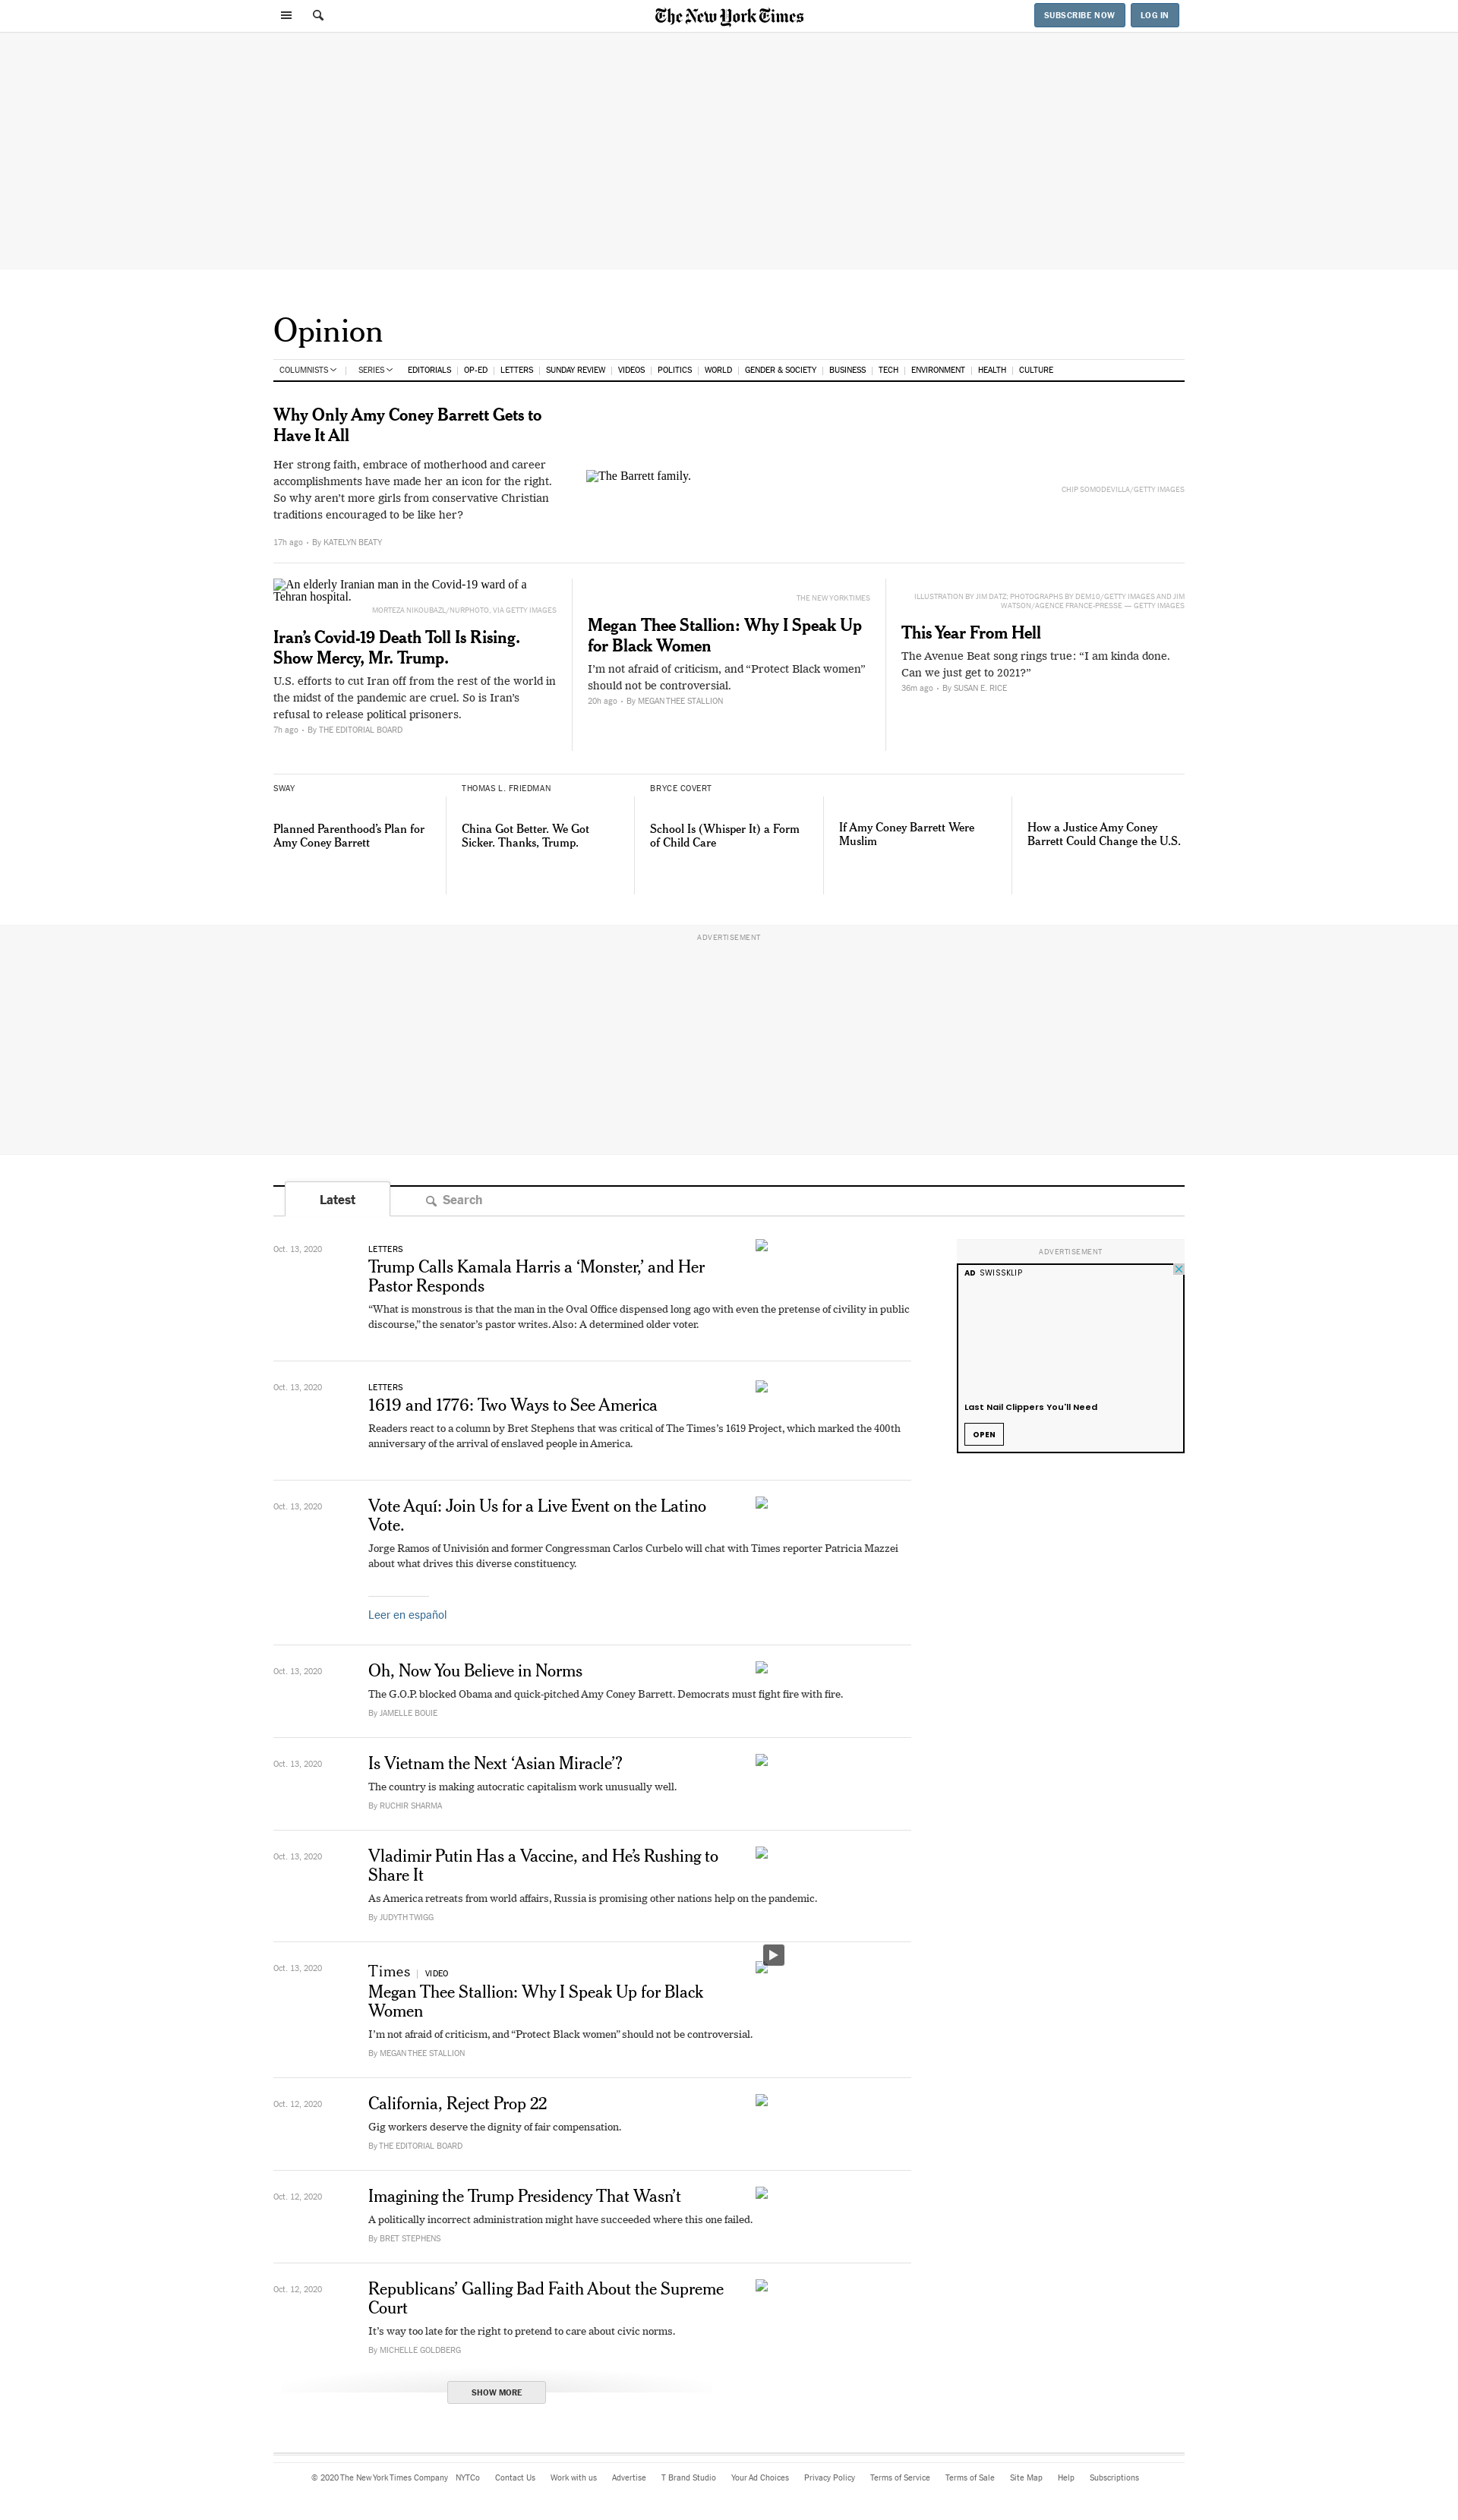 The New York Times
SUBSCRIBE NOW
LOG IN
Opinion
COLUMNISTS
SERIES
EDITORIALS
OP-ED
LETTERS
SUNDAY REVIEW
VIDEOS
POLITICS
WORLD
GENDER & SOCIETY
BUSINESS
TECH
ENVIRONMENT
HEALTH
CULTURE
Why Only Amy Coney Barrett Gets to
Have It All
Her strong faith, embrace of motherhood and career
accomplishments have made her an icon for the right.
So why aren't more girls from conservative Christian
traditions encouraged to be like her?
17h ago • By KATELYN BEATY
The Barrett family.
CHIP SOMODEVILLA/GETTY IMAGES
An elderly Iranian man in the Covid-19 ward of a
Tehran hospital.
MORTEZA NIKOUBAZL/NURPHOTO, VIA GETTY IMAGES
Iran's Covid-19 Death Toll Is Rising.
Show Mercy, Mr. Trump.
U.S. efforts to cut Iran off from the rest of the world in
the midst of the pandemic are cruel. So is Iran's
refusal to release political prisoners.
7h ago • By THE EDITORIAL BOARD
THE NEW YORK TIMES
Megan Thee Stallion: Why I Speak Up
for Black Women
I'm not afraid of criticism, and “Protect Black women”
should not be controversial.
20h ago • By MEGAN THEE STALLION
ILLUSTRATION BY JIM DATZ; PHOTOGRAPHS BY DEM10/GETTY IMAGES AND JIM
WATSON/AGENCE FRANCE-PRESSE — GETTY IMAGES
This Year From Hell
The Avenue Beat song rings true: “I am kinda done.
Can we just get to 2021?”
36m ago • By SUSAN E. RICE
SWAY
Planned Parenthood's Plan for
Amy Coney Barrett
THOMAS L. FRIEDMAN
China Got Better. We Got
Sicker. Thanks, Trump.
BRYCE COVERT
School Is (Whisper It) a Form
of Child Care
If Amy Coney Barrett Were
Muslim
How a Justice Amy Coney
Barrett Could Change the U.S.
ADVERTISEMENT
Latest
Search
Oct. 13, 2020
LETTERS
Trump Calls Kamala Harris a ‘Monster,’ and Her
Pastor Responds
“What is monstrous is that the man in the Oval Office dispensed long ago with even the pretense of civility in public
discourse,” the senator's pastor writes. Also: A determined older voter.
Oct. 13, 2020
LETTERS
1619 and 1776: Two Ways to See America
Readers react to a column by Bret Stephens that was critical of The Times's 1619 Project, which marked the 400th
anniversary of the arrival of enslaved people in America.
Oct. 13, 2020
Vote Aquí: Join Us for a Live Event on the Latino
Vote.
Jorge Ramos of Univisión and former Congressman Carlos Curbelo will chat with Times reporter Patricia Mazzei
about what drives this diverse constituency.
Leer en español
Oct. 13, 2020
Oh, Now You Believe in Norms
The G.O.P. blocked Obama and quick-pitched Amy Coney Barrett. Democrats must fight fire with fire.
By JAMELLE BOUIE
Oct. 13, 2020
Is Vietnam the Next ‘Asian Miracle’?
The country is making autocratic capitalism work unusually well.
By RUCHIR SHARMA
Oct. 13, 2020
Vladimir Putin Has a Vaccine, and He's Rushing to
Share It
As America retreats from world affairs, Russia is promising other nations help on the pandemic.
By JUDYTH TWIGG
Oct. 13, 2020
Times | VIDEO
Megan Thee Stallion: Why I Speak Up for Black
Women
I'm not afraid of criticism, and “Protect Black women” should not be controversial.
By MEGAN THEE STALLION
Oct. 12, 2020
California, Reject Prop 22
Gig workers deserve the dignity of fair compensation.
By THE EDITORIAL BOARD
Oct. 12, 2020
Imagining the Trump Presidency That Wasn't
A politically incorrect administration might have succeeded where this one failed.
By BRET STEPHENS
Oct. 12, 2020
Republicans' Galling Bad Faith About the Supreme
Court
It's way too late for the right to pretend to care about civic norms.
By MICHELLE GOLDBERG
SHOW MORE
ADVERTISEMENT
AD SWISSKLIP
Last Nail Clippers You'll Need
OPEN
© 2020 The New York Times Company
NYTCo
Contact Us
Work with us
Advertise
T Brand Studio
Your Ad Choices
Privacy Policy
Terms of Service
Terms of Sale
Site Map
Help
Subscriptions